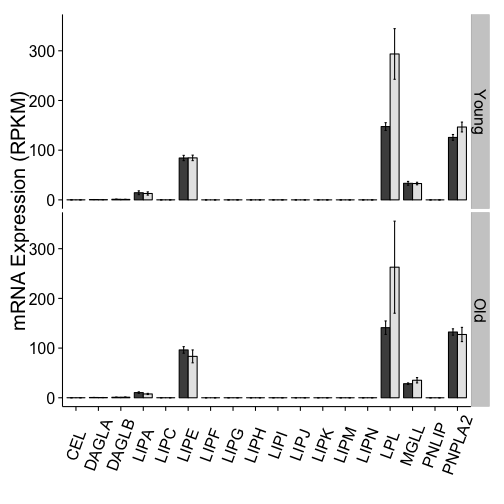 mRNA Expression (RPKM)
300
200
100
0
Young
300
200
100
0
Old
CEL
DAGLA
DAGLB
LIPA
LIPC
LIPE
LIPF
LIPG
LIPH
LIPI
LIPJ
LIPK
LIPM
LIPN
LPL
MGLL
PNLIP
PNPLA2